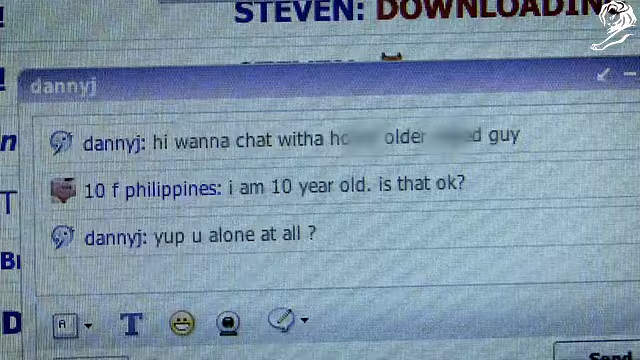 STEVEN: DOWNLOADIN
dannyj
dannyj: hi wanna chat witha older guy
10 f philippines: i am 10 year old. is that ok?
dannyj: yup u alone at all ?
T
Send